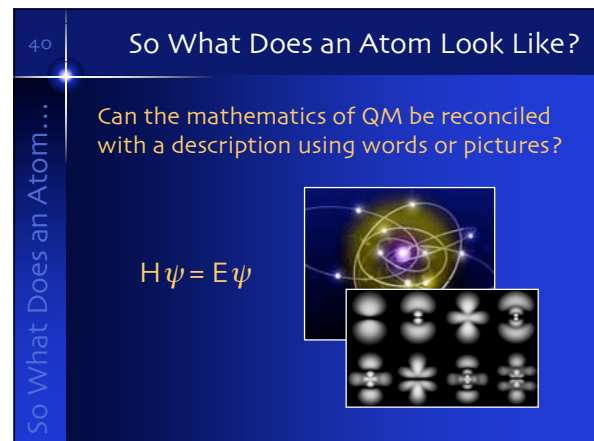 40
So What Does an Atom Look Like?
So What Does an Atom...
Can the mathematics of QM be reconciled
with a description using words or pictures?
Hψ = Eψ